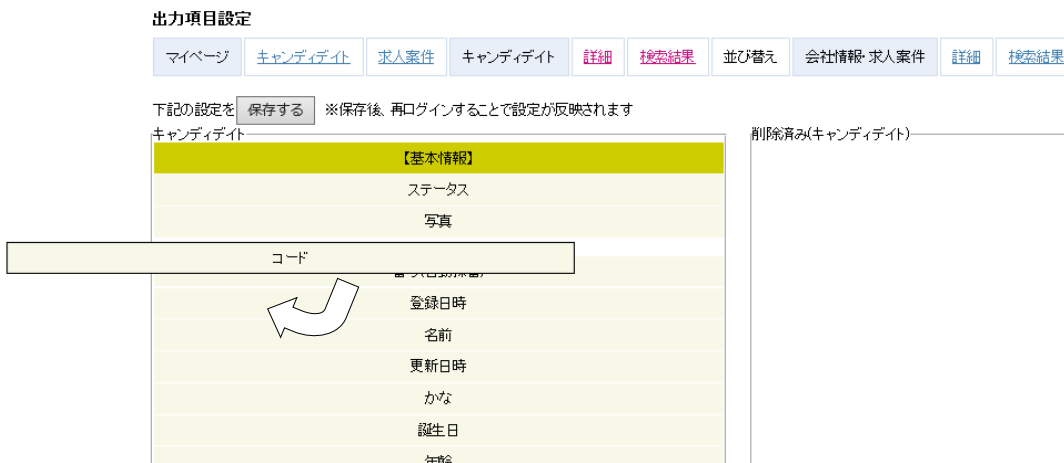 出力項目設定
マイページ キャンディデイト 求人案件 キャンディデイト 詳細 検索結果 並び替え 会社情報・求人案件 詳細 検索結果
下記の設定を 保存する ※保存後、再ログインすることで設定が反映されます
キャンディデイト
削除済み(キャンディデイト)
【基本情報】
ステータス
写真
コード
登録日時
名前
更新日時
かな
誕生日
年齢